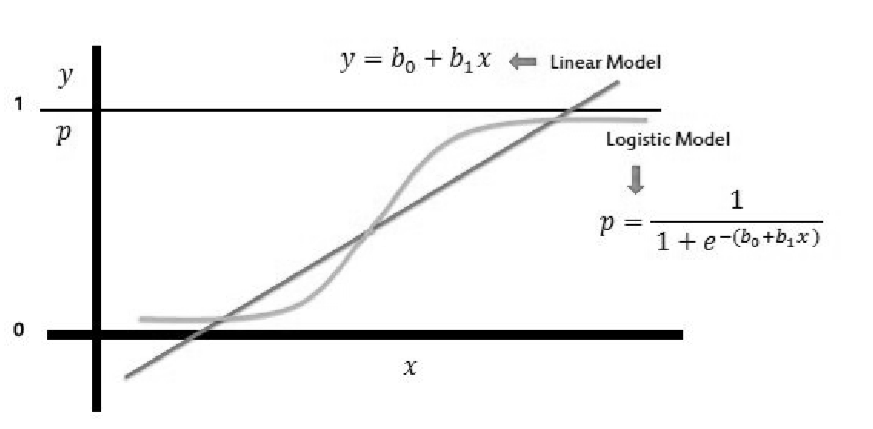 y = b₀ + b₁x
Linear Model
y
1
p
Logistic Model
p = 1 / (1 + e^−(b₀+b₁x))
0
x